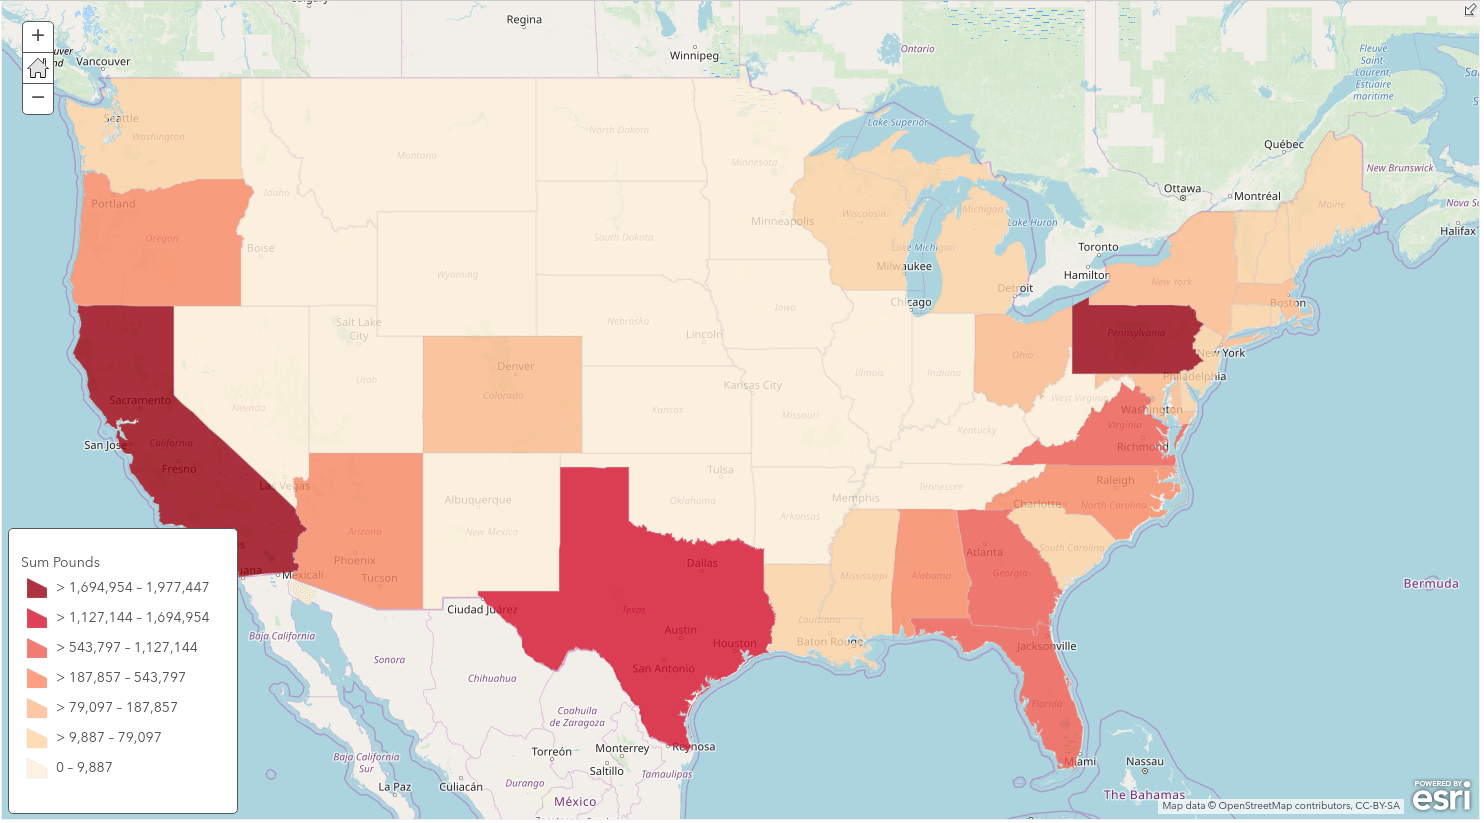 Calgary
Regina
Winnipeg
Ontario
Vancouver
Fleuve
Saint-
Laurent,
Estuaire
maritime
+
−
Seattle
Washington
North Dakota
Montana
Minnesota
Lake Superior
Québec
New Brunswick
Idaho
Ottawa
Montréal
Maine
Portland
Oregon
Boise
South Dakota
Minneapolis
Wisconsin
Michigan
Lake Huron
Halifax
Lake Michigan
Toronto
Wyoming
Milwaukee
Hamilton
New York
Detroit
Chicago
Boston
Iowa
Salt Lake
City
Nebraska
Lincoln
Pennsylvania
New York
Ohio
Denver
Utah
Illinois
Indiana
Philadelphia
Colorado
Kansas City
Sacramento
Nevada
Kansas
Missouri
West Virginia
Washington
San Jose
California
Kentucky
Virginia
Richmond
Fresno
Las Vegas
Tulsa
Tennessee
Raleigh
Albuquerque
Oklahoma
Memphis
Charlotte
North Carolina
Arizona
New Mexico
Arkansas
Phoenix
Dallas
Atlanta
South Carolina
Mexicali
Tucson
Mississippi
Alabama
Georgia
Bermuda
Ciudad Juárez
Texas
Austin
Houston
Louisiana
Baton Rouge
Jacksonville
Baja California
Sonora
San Antonio
Chihuahua
Florida
Coahuila
de Zaragoza
Baja California
Sur
Torreón
Monterrey
Reynosa
Miami
Nassau
La Paz
Culiacán
Durango
Saltillo
Tamaulipas
México
The Bahamas
Sum Pounds
> 1,694,954 – 1,977,447
> 1,127,144 – 1,694,954
> 543,797 – 1,127,144
> 187,857 – 543,797
> 79,097 – 187,857
> 9,887 – 79,097
0 – 9,887
Map data © OpenStreetMap contributors, CC-BY-SA
POWERED BY
esri